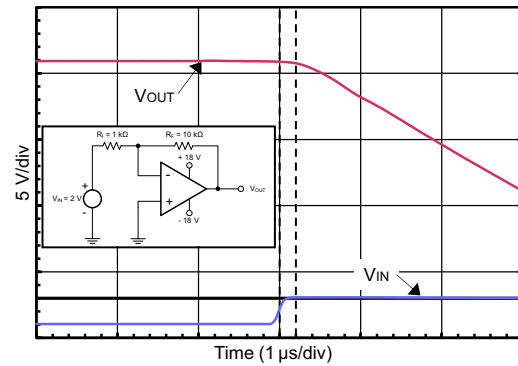 5 V/div
VOUT
RI = 1 kΩ
RF = 10 kΩ
+ 18 V
-
+
- 18 V
+
VIN = 2 V
-
VOUT
VIN
Time (1 μs/div)